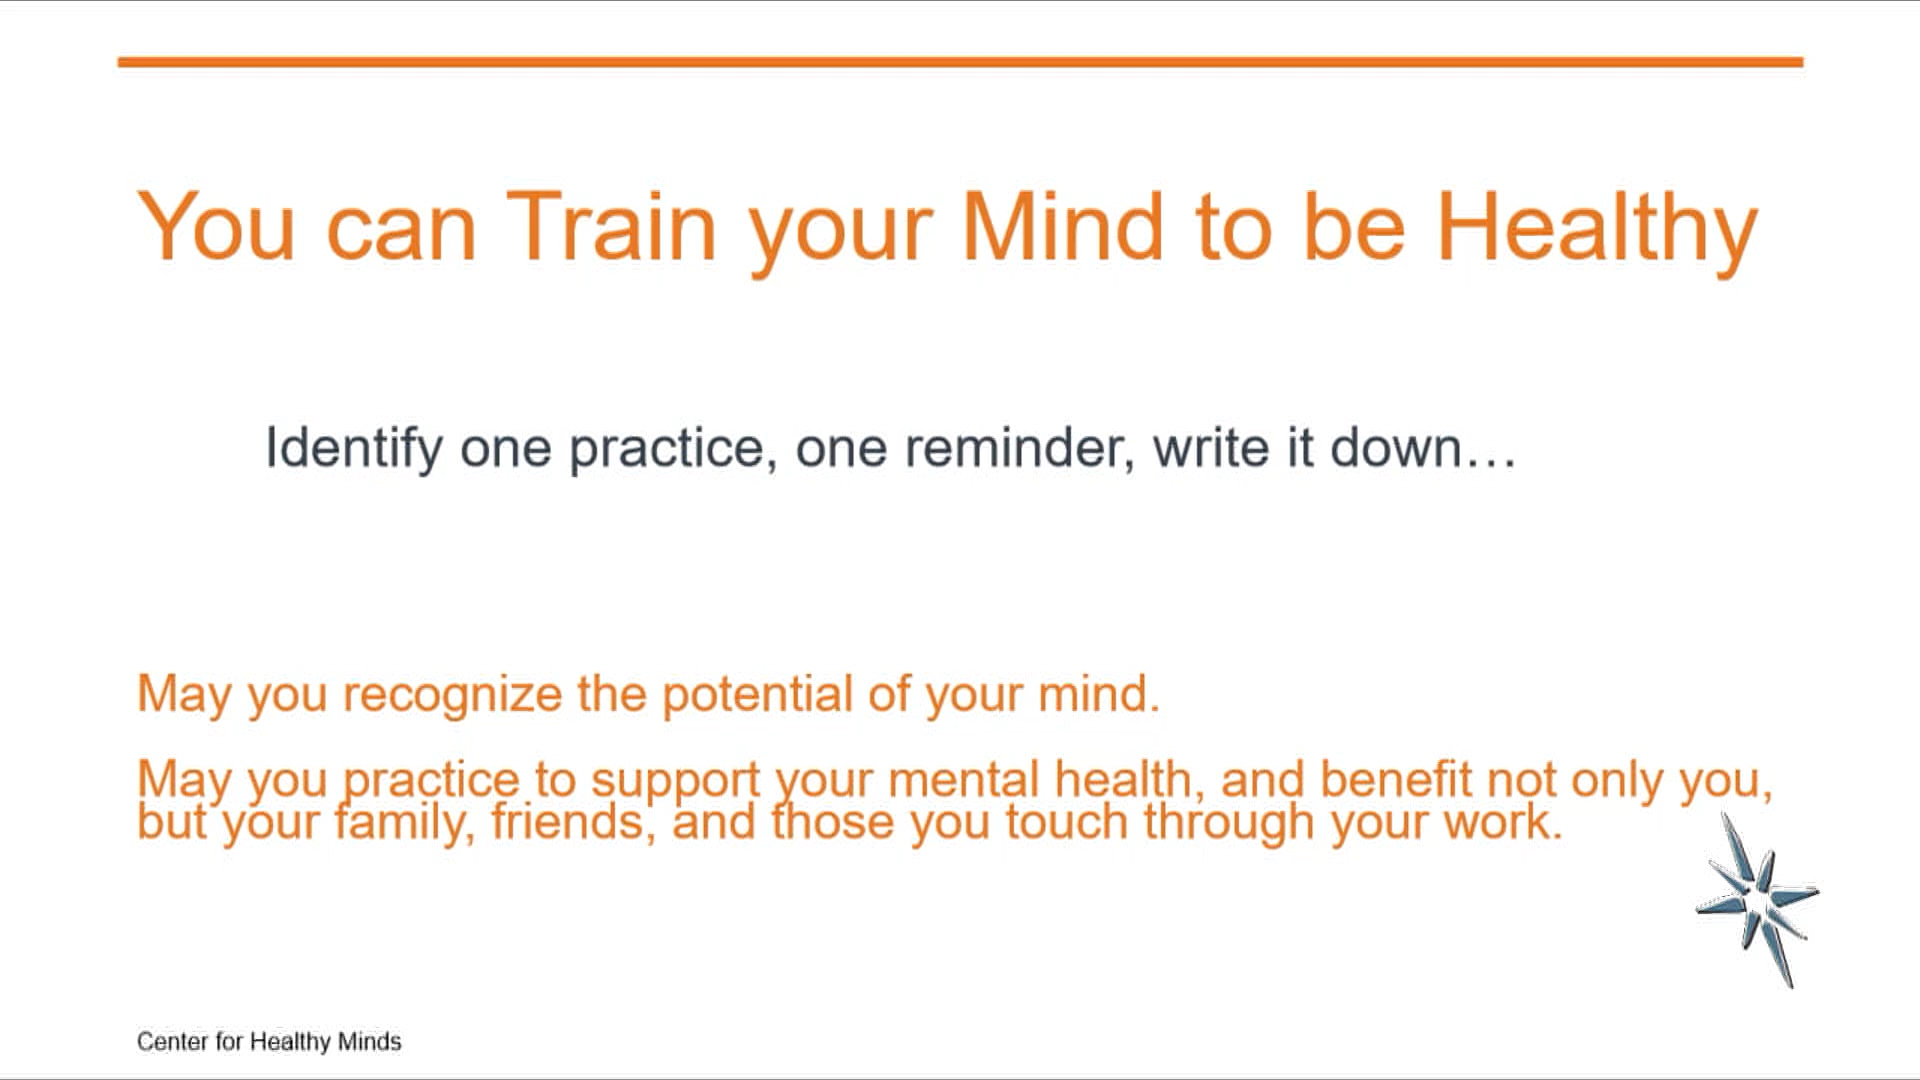 You can Train your Mind to be Healthy
Identify one practice, one reminder, write it down…
May you recognize the potential of your mind.
May you practice to support your mental health, and benefit not only you,
but your family, friends, and those you touch through your work.
Center for Healthy Minds